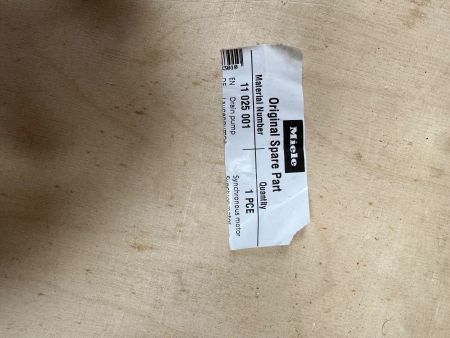 Miele
Original Spare Part
Material Number Quantity
11 025 001 1 PCE
EN Drain pump Synchronous motor